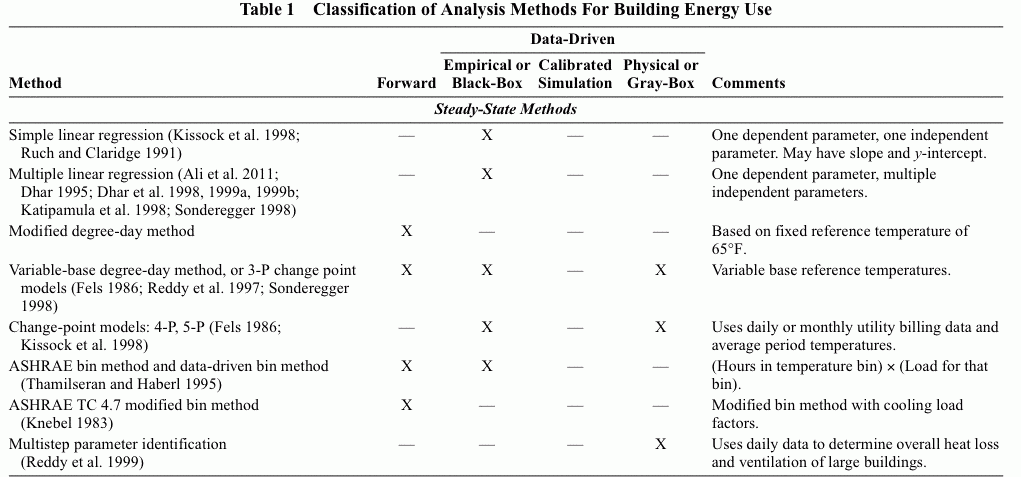 Table 1 Classification of Analysis Methods For Building Energy Use
Data-Driven
Method Forward Empirical or Black-Box Calibrated Simulation Physical or Gray-Box Comments
Steady-State Methods
Simple linear regression (Kissock et al. 1998; — X — — One dependent parameter, one independent
Ruch and Claridge 1991) parameter. May have slope and y-intercept.
Multiple linear regression (Ali et al. 2011; — X — — One dependent parameter, multiple
Dhar 1995; Dhar et al. 1998, 1999a, 1999b; independent parameters.
Katipamula et al. 1998; Sonderegger 1998)
Modified degree-day method X — — — Based on fixed reference temperature of
65°F.
Variable-base degree-day method, or 3-P change point X X — X Variable base reference temperatures.
models (Fels 1986; Reddy et al. 1997; Sonderegger
1998)
Change-point models: 4-P, 5-P (Fels 1986; — X — X Uses daily or monthly utility billing data and
Kissock et al. 1998) average period temperatures.
ASHRAE bin method and data-driven bin method X X — — (Hours in temperature bin) × (Load for that
(Thamilseran and Haberl 1995) bin).
ASHRAE TC 4.7 modified bin method X — — — Modified bin method with cooling load
(Knebel 1983) factors.
Multistep parameter identification — — — X Uses daily data to determine overall heat loss
(Reddy et al. 1999) and ventilation of large buildings.